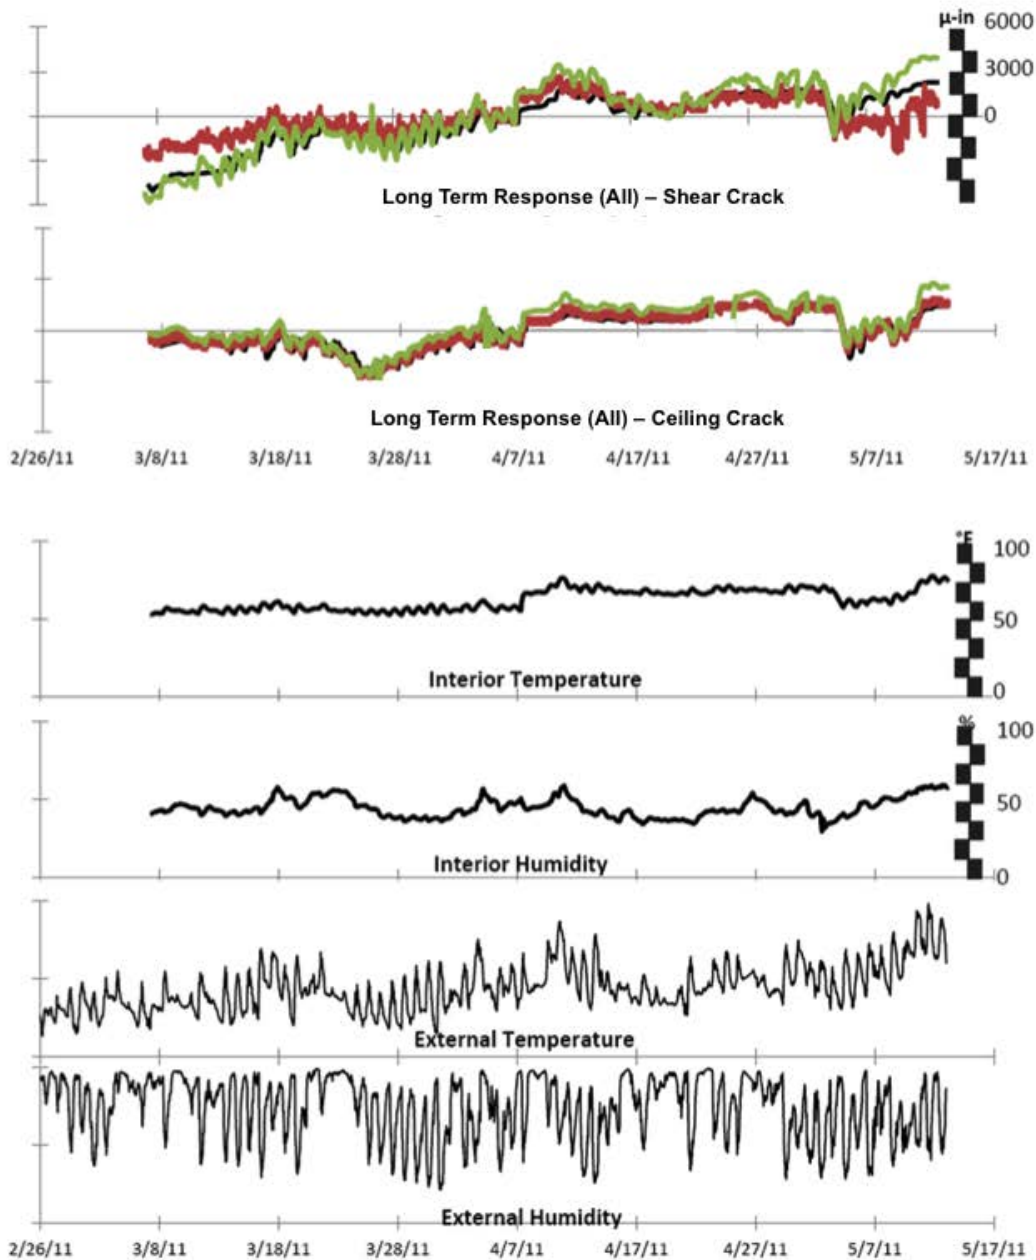 μ-in 6000
3000
0
Long Term Response (All) – Shear Crack
Long Term Response (All) – Ceiling Crack
2/26/11 3/8/11 3/18/11 3/28/11 4/7/11 4/17/11 4/27/11 5/7/11 5/17/11
°F 100
50
Interior Temperature
0
% 100
50
Interior Humidity
0
External Temperature
External Humidity
2/26/11 3/8/11 3/18/11 3/28/11 4/7/11 4/17/11 4/27/11 5/7/11 5/17/11